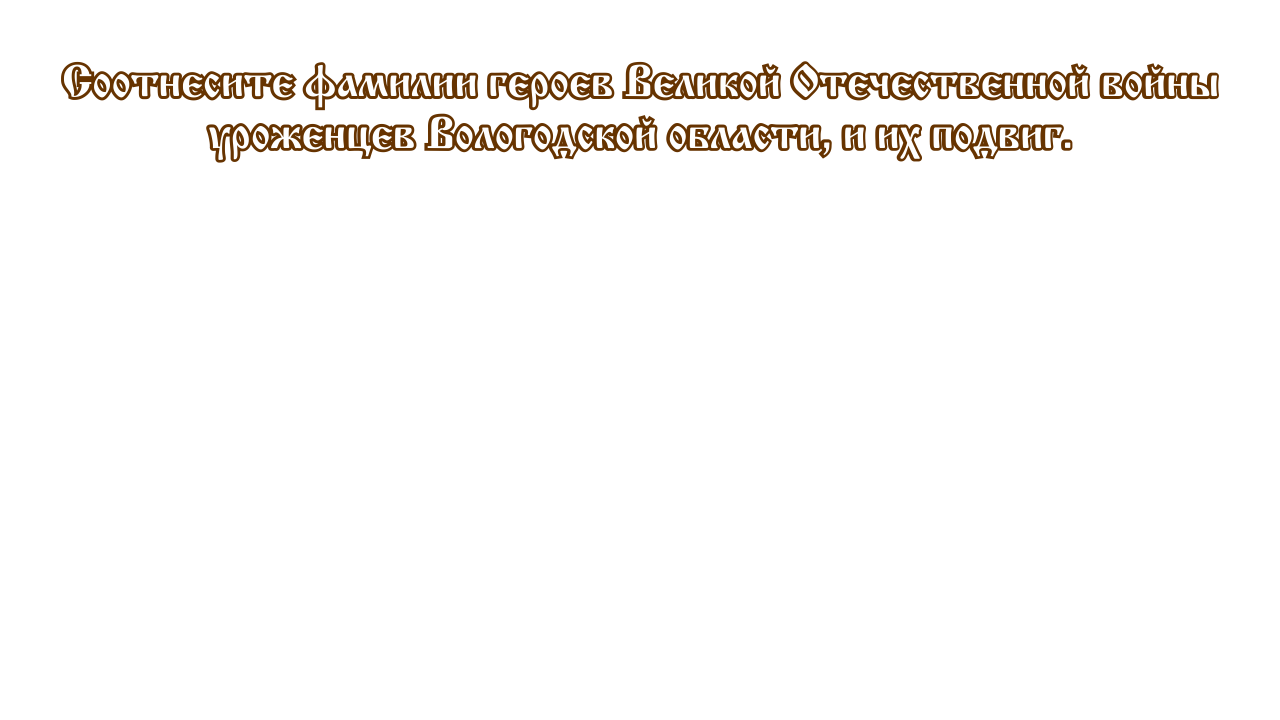 Соотнесите фамилии героев Великой Отечественной войны
уроженцев Вологодской области, и их подвиг.